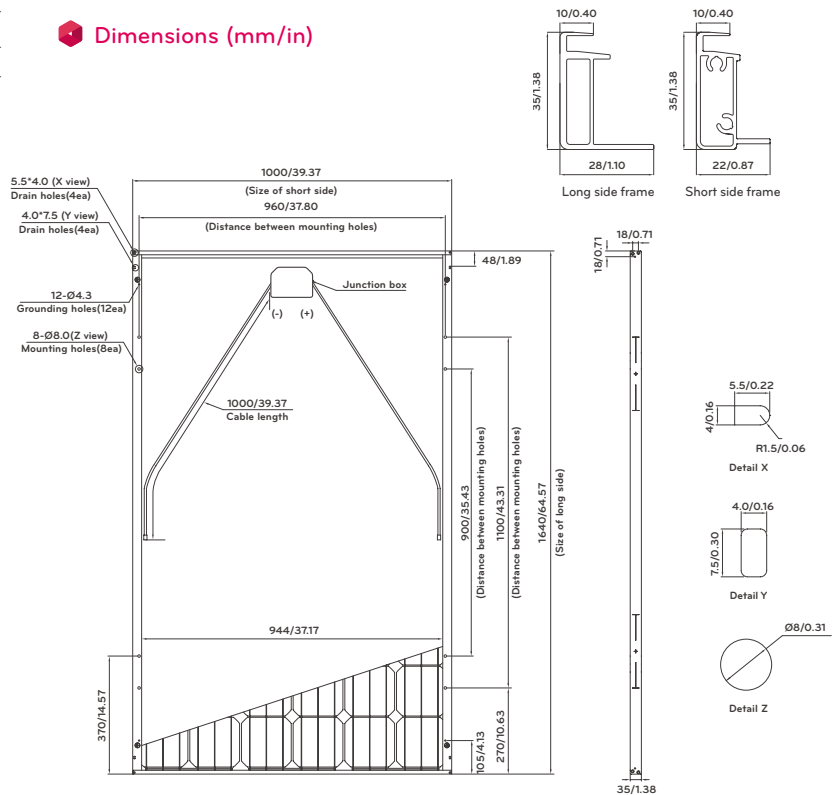 Dimensions (mm/in)
10/0.40
10/0.40
35/1.38
35/1.38
28/1.10
22/0.87
Long side frame
Short side frame
1000/39.37
(Size of short side)
960/37.80
(Distance between mounting holes)
5.5*4.0 (X view)
Drain holes(4ea)
4.0*7.5 (Y view)
Drain holes(4ea)
12-Ø4.3
Grounding holes(12ea)
8-Ø8.0(Z view)
Mounting holes(8ea)
48/1.89
Junction box
(-) (+)
1000/39.37
Cable length
900/35.43
(Distance between mounting holes)
1100/43.31
(Distance between mounting holes)
1640/64.57
(Size of long side)
944/37.17
370/14.57
270/10.63
105/4.13
18/0.71
18/0.71
35/1.38
5.5/0.22
4/0.16
R1.5/0.06
Detail X
4.0/0.16
7.5/0.30
Detail Y
Ø8/0.31
Detail Z